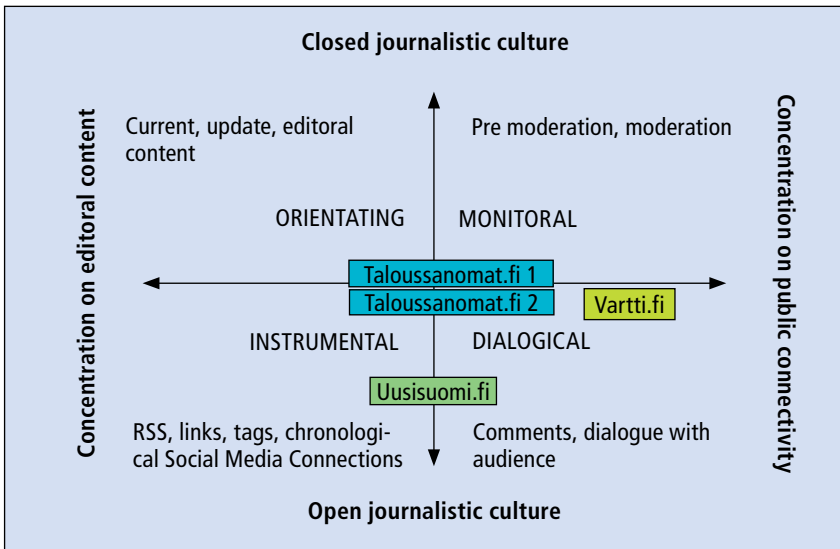 Closed journalistic culture
Concentration on editorial content
Current, update, editoral
content
Pre moderation, moderation
Concentration on public connectivity
ORIENTATING
MONITORAL
Taloussanomat.fi 1
Taloussanomat.fi 2
Vartti.fi
INSTRUMENTAL
DIALOGICAL
Uusisuomi.fi
RSS, links, tags, chronologi-
cal Social Media Connections
Comments, dialogue with
audience
Open journalistic culture